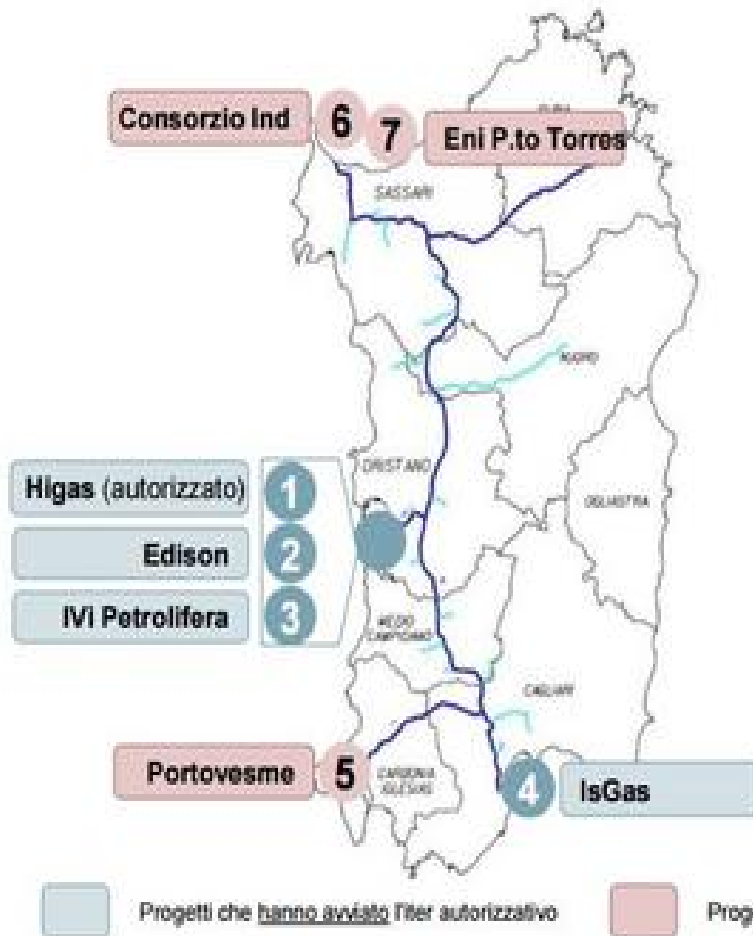 Consorzio Ind
6
7
Eni P.to Torres
SASSARI
NUORO
ORISTANO
OGLIASTRA
Higas (autorizzato)
1
Edison
2
IVi Petrolifera
3
MEDIO
CAMPIDANO
CAGLIARI
Portovesme
5
CARBONIA
IGLESIAS
4
IsGas
Progetti che hanno avviato l'iter autorizzativo
Prog